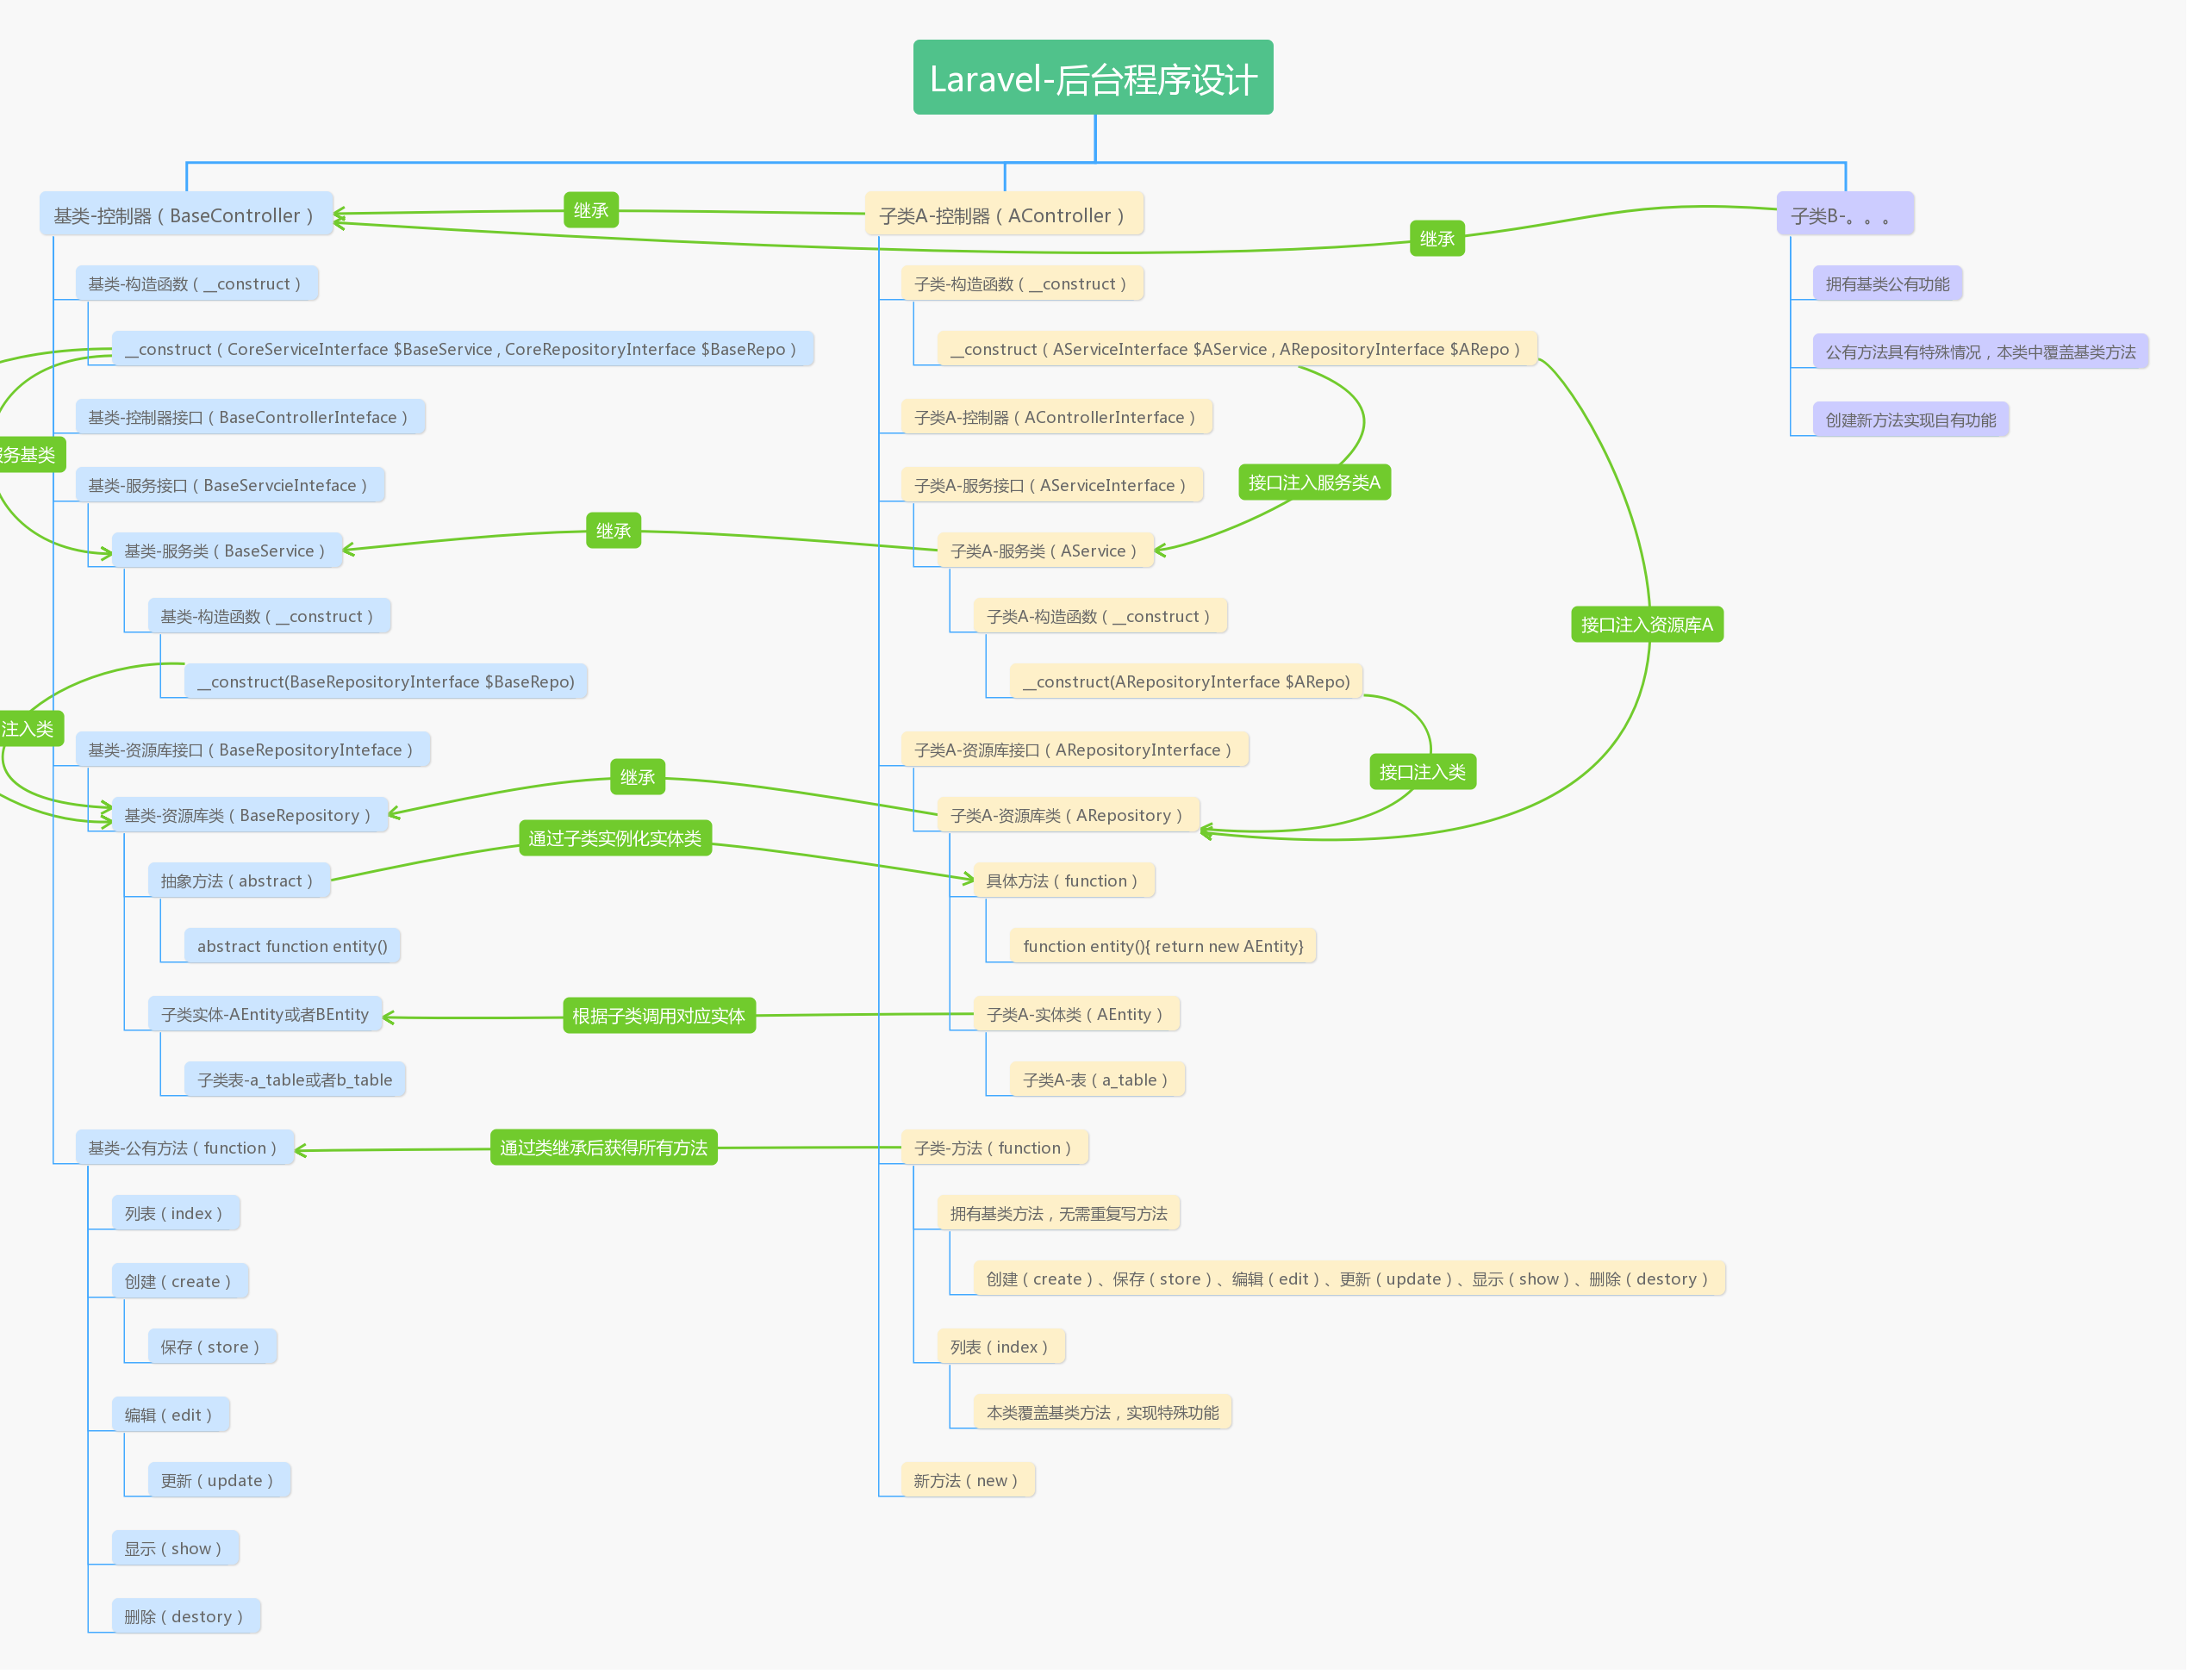 Laravel-后台程序设计
基类-控制器（BaseController）
继承
子类A-控制器（AController）
继承
子类B-。。。
基类-构造函数（__construct）
__construct（CoreServiceInterface $BaseService , CoreRepositoryInterface $BaseRepo）
基类-控制器接口（BaseControllerInteface）
务基类
基类-服务接口（BaseServcieInteface）
基类-服务类（BaseService）
继承
基类-构造函数（__construct）
__construct(BaseRepositoryInterface $BaseRepo)
注入类
基类-资源库接口（BaseRepositoryInteface）
基类-资源库类（BaseRepository）
继承
通过子类实例化实体类
抽象方法（abstract）
abstract function entity()
子类实体-AEntity或者BEntity
根据子类调用对应实体
子类表-a_table或者b_table
基类-公有方法（function）
通过类继承后获得所有方法
列表（index）
创建（create）
保存（store）
编辑（edit）
更新（update）
显示（show）
删除（destory）
子类-构造函数（__construct）
__construct（AServiceInterface $AService , ARepositoryInterface $ARepo）
子类A-控制器（AControllerInterface）
子类A-服务接口（AServiceInterface）
接口注入服务类A
子类A-服务类（AService）
子类A-构造函数（__construct）
接口注入资源库A
__construct(ARepositoryInterface $ARepo)
子类A-资源库接口（ARepositoryInterface）
接口注入类
子类A-资源库类（ARepository）
具体方法（function）
function entity(){ return new AEntity}
子类A-实体类（AEntity）
子类A-表（a_table）
子类-方法（function）
拥有基类方法，无需重复写方法
创建（create）、保存（store）、编辑（edit）、更新（update）、显示（show）、删除（destory）
列表（index）
本类覆盖基类方法，实现特殊功能
新方法（new）
拥有基类公有功能
公有方法具有特殊情况，本类中覆盖基类方法
创建新方法实现自有功能